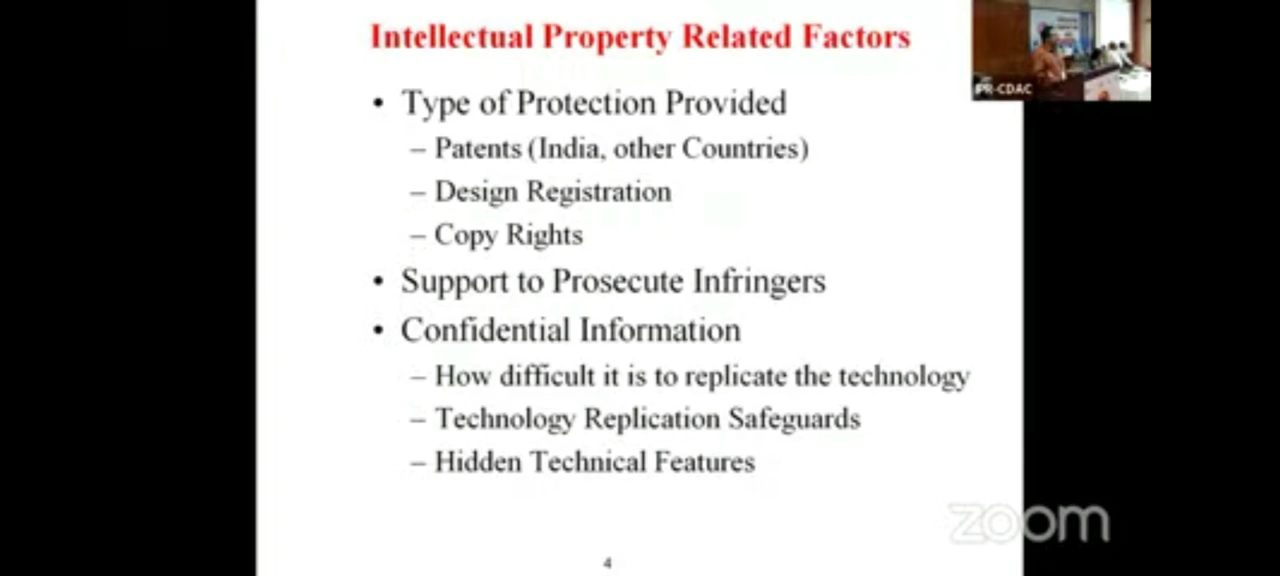 Intellectual Property Related Factors
• Type of Protection Provided
– Patents (India, other Countries)
– Design Registration
– Copy Rights
• Support to Prosecute Infringers
• Confidential Information
– How difficult it is to replicate the technology
– Technology Replication Safeguards
– Hidden Technical Features
IPR-CDAC
zoom
4